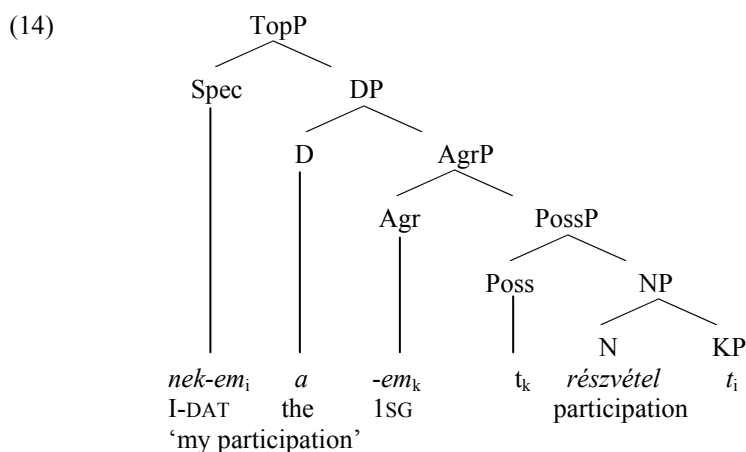 (14) TopP
Spec DP
D AgrP
Agr PossP
Poss NP
N KP
nek-emᵢ a -emₖ tₖ részvétel tᵢ
I-DAT the 1SG participation
‘my participation’